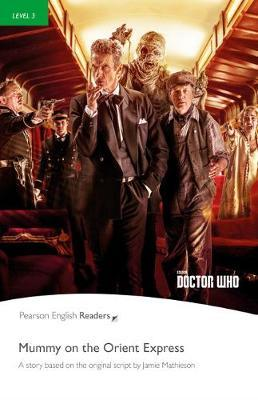 LEVEL 3
BBC
DOCTOR WHO
Pearson English Readers
Mummy on the Orient Express
A story based on the original script by Jamie Mathieson